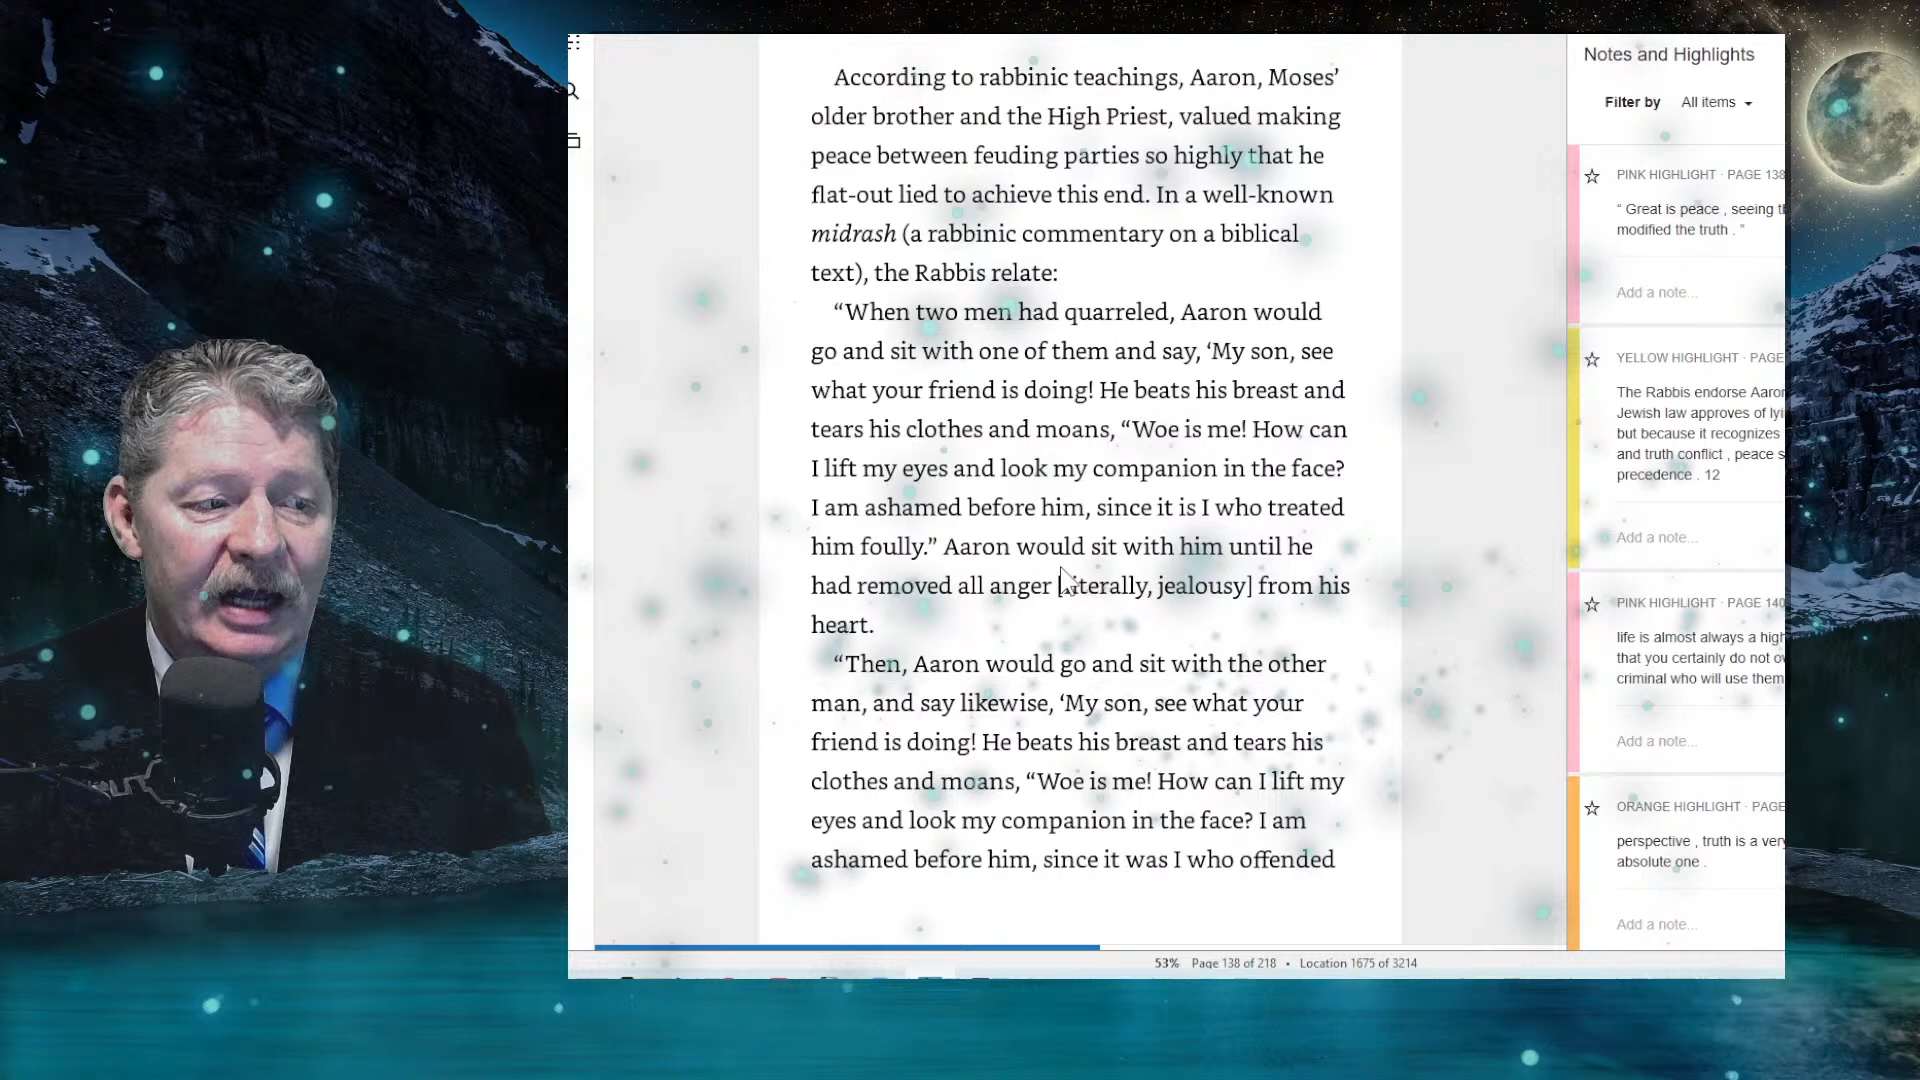 According to rabbinic teachings, Aaron, Moses’
older brother and the High Priest, valued making
peace between feuding parties so highly that he
flat-out lied to achieve this end. In a well-known
midrash (a rabbinic commentary on a biblical
text), the Rabbis relate:
“When two men had quarreled, Aaron would
go and sit with one of them and say, ‘My son, see
what your friend is doing! He beats his breast and
tears his clothes and moans, “Woe is me! How can
I lift my eyes and look my companion in the face?
I am ashamed before him, since it is I who treated
him foully.” Aaron would sit with him until he
had removed all anger [literally, jealousy] from his
heart.
“Then, Aaron would go and sit with the other
man, and say likewise, ‘My son, see what your
friend is doing! He beats his breast and tears his
clothes and moans, “Woe is me! How can I lift my
eyes and look my companion in the face? I am
ashamed before him, since it was I who offended
53% Page 138 of 218 • Location 1675 of 3214
Notes and Highlights
Filter by All items
PINK HIGHLIGHT · PAGE 138
“ Great is peace , seeing
modified the truth . ”
Add a note...
YELLOW HIGHLIGHT · PAGE
The Rabbis endorse Aaron
Jewish law approves of
but because it recognizes
and truth conflict , peace
precedence . 12
Add a note...
PINK HIGHLIGHT · PAGE 140
life is almost always a
that you certainly do not
criminal who will use them
Add a note...
ORANGE HIGHLIGHT · PAGE
perspective , truth is a
absolute one .
Add a note...